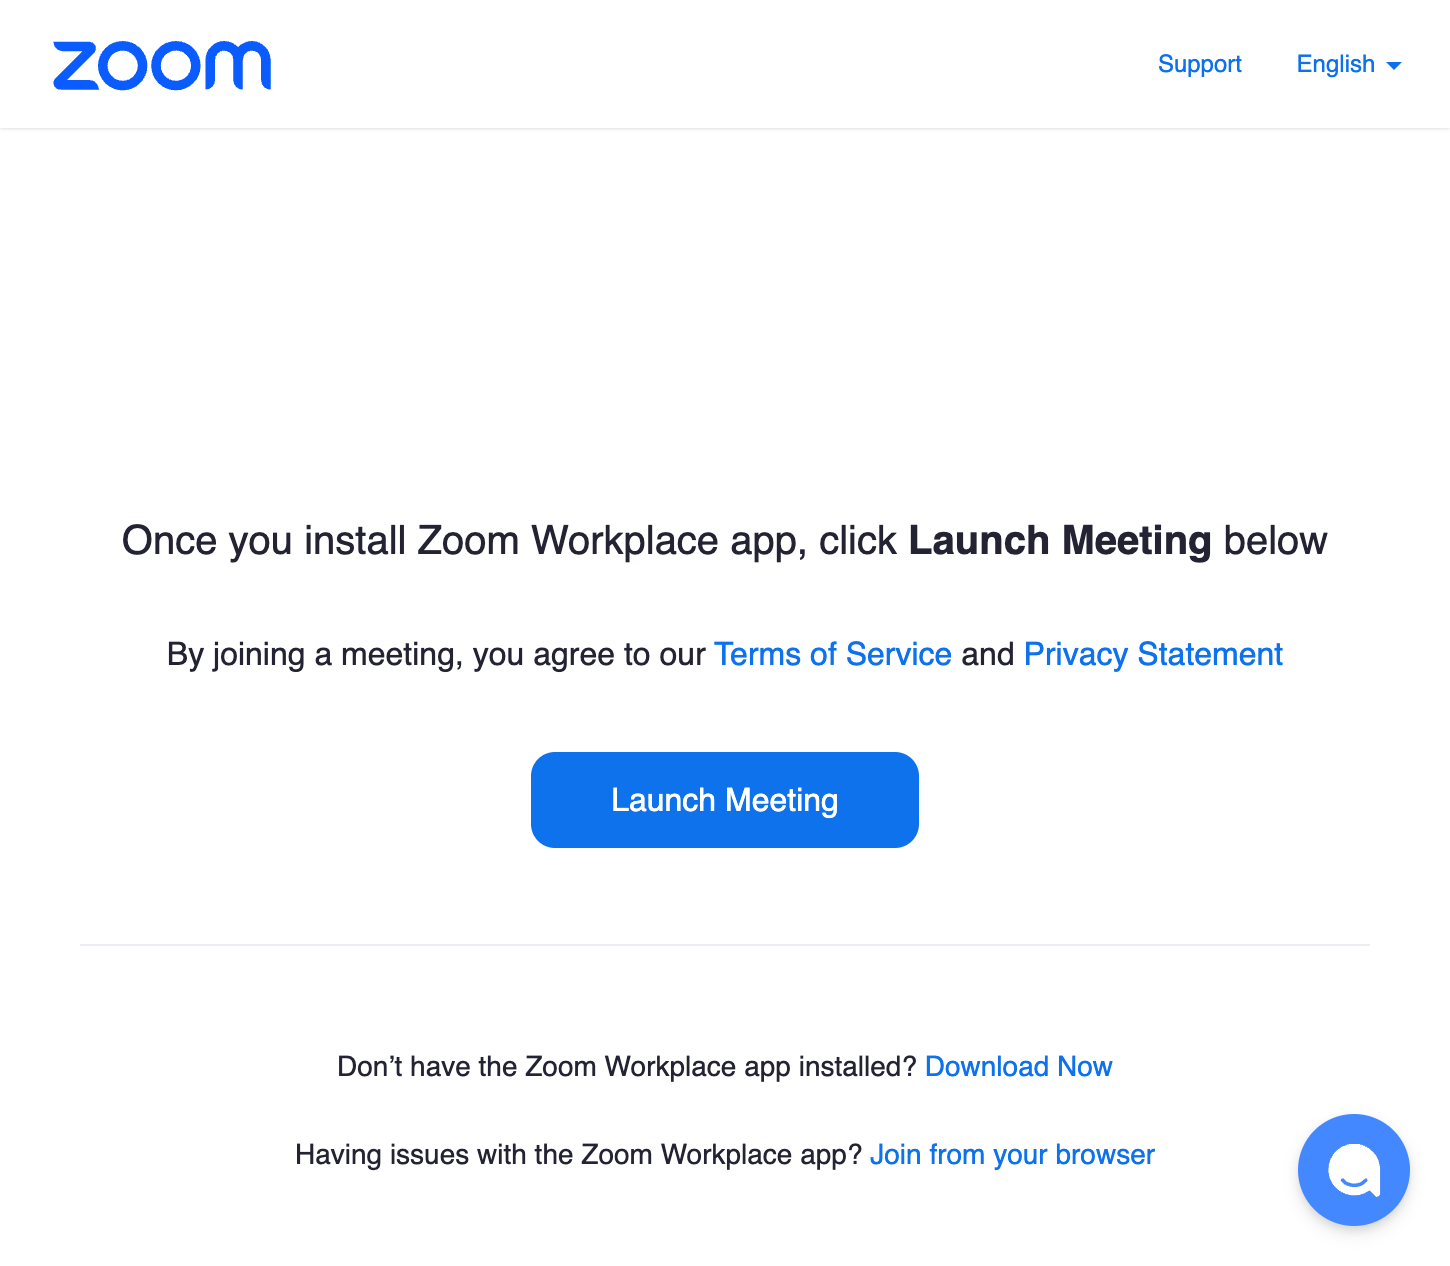 zoom
Support
English
Once you install Zoom Workplace app, click Launch Meeting below
By joining a meeting, you agree to our Terms of Service and Privacy Statement
Launch Meeting
Don’t have the Zoom Workplace app installed? Download Now
Having issues with the Zoom Workplace app? Join from your browser